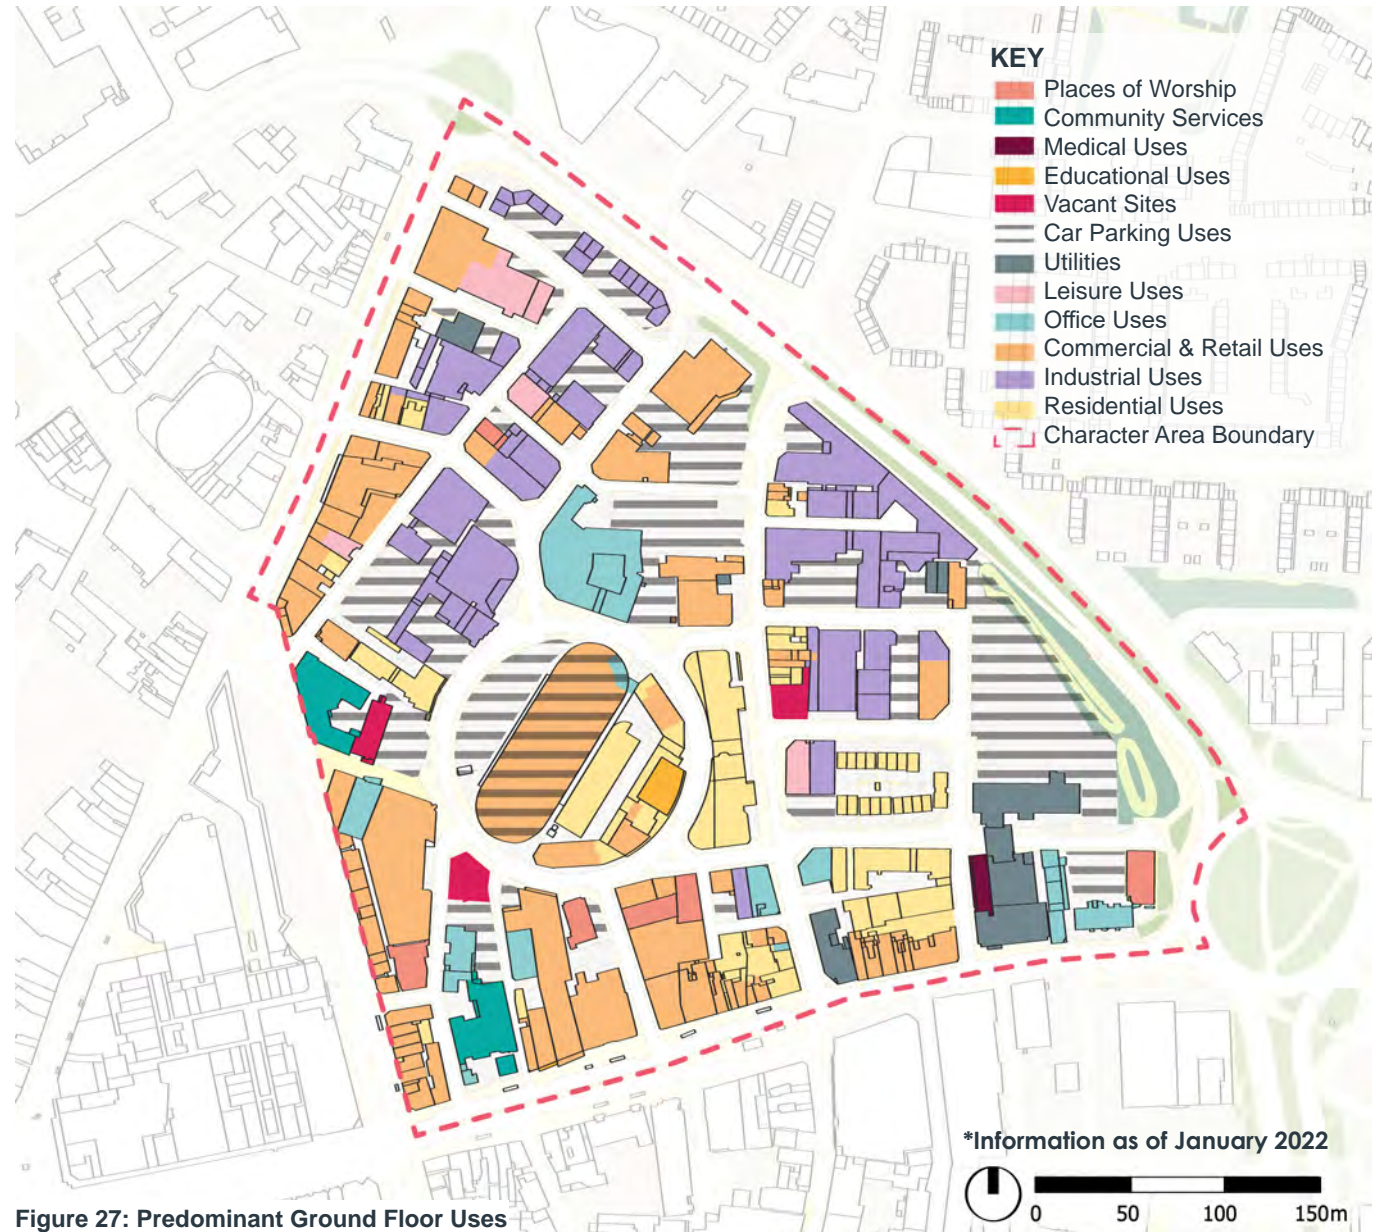 KEY
Places of Worship
Community Services
Medical Uses
Educational Uses
Vacant Sites
Car Parking Uses
Utilities
Leisure Uses
Office Uses
Commercial & Retail Uses
Industrial Uses
Residential Uses
Character Area Boundary
*Information as of January 2022
0 50 100 150m
Figure 27: Predominant Ground Floor Uses